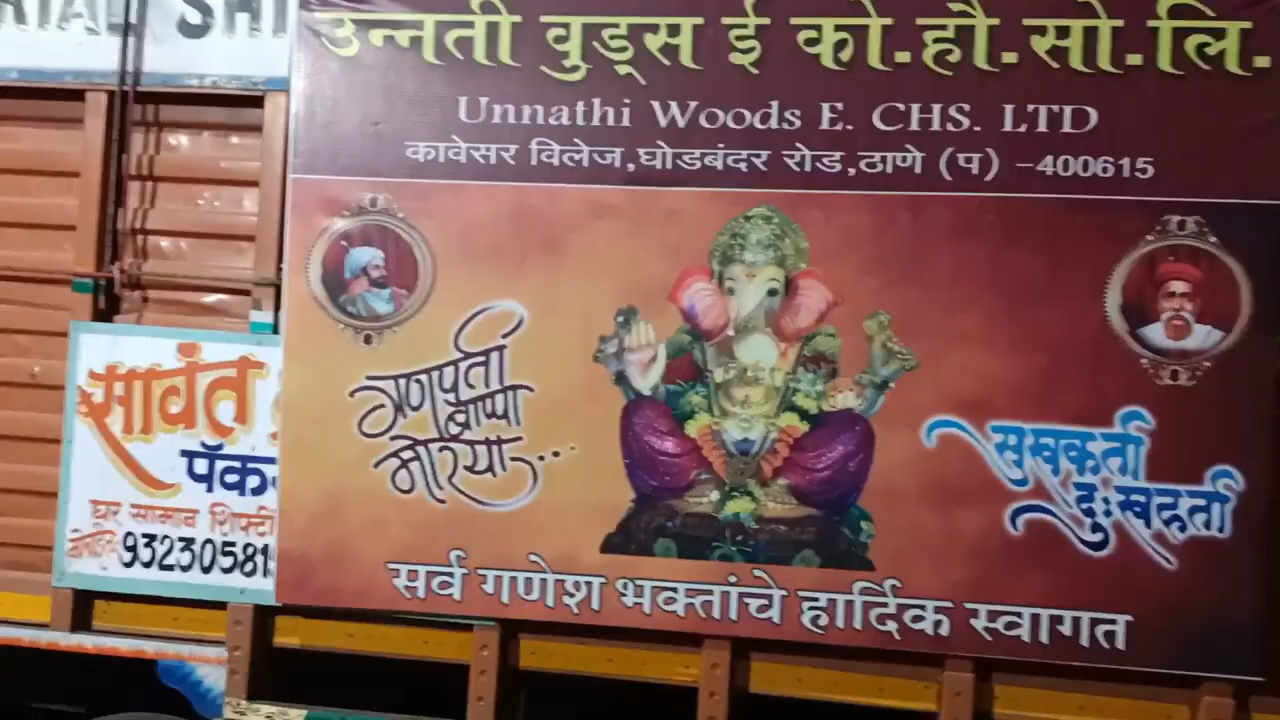 उन्नती वुड्स ई को.हौ.सो.लि.
Unnathi Woods E. CHS. LTD
कावेसर विलेज,घोडबंदर रोड,ठाणे (प) -400615
गणपती
बाप्पा
मोरया...
सुखकर्ता
दुःखहर्ता
सर्व गणेश भक्तांचे हार्दिक स्वागत
सावंत
पॅक
घर सामान शिफ्टीं
93230581